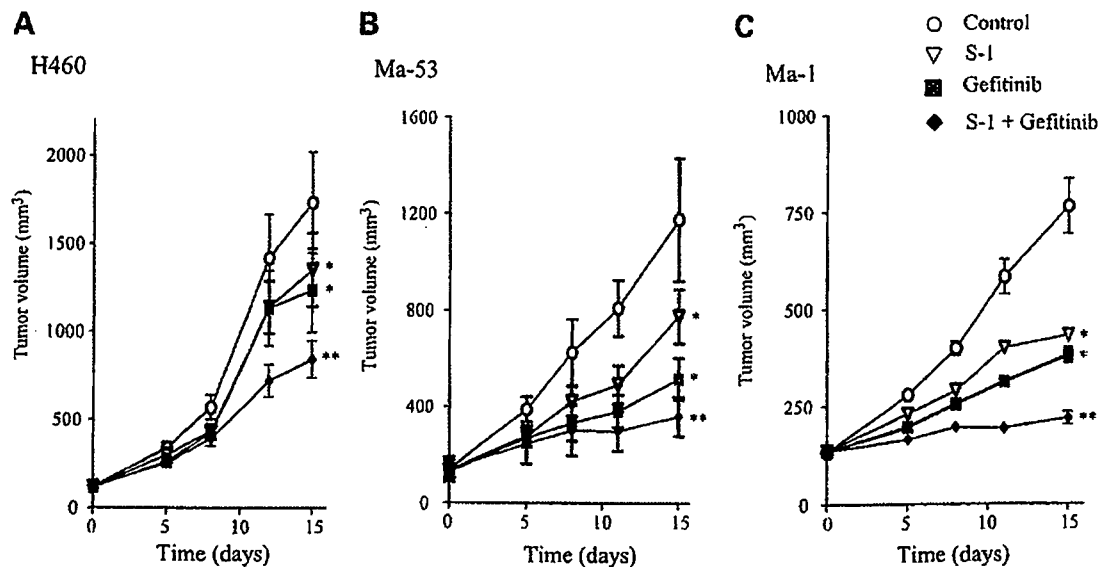 A
H460
Tumor volume (mm³)
2000
1500
1000
500
0
0 5 10 15
Time (days)
*
*
**
B
Ma-53
Tumor volume (mm³)
1600
1200
800
400
0
0 5 10 15
Time (days)
*
*
**
C
Ma-1
Tumor volume (mm³)
1000
750
500
250
0
0 5 10 15
Time (days)
*
*
**
Control
S-1
Gefitinib
S-1 + Gefitinib